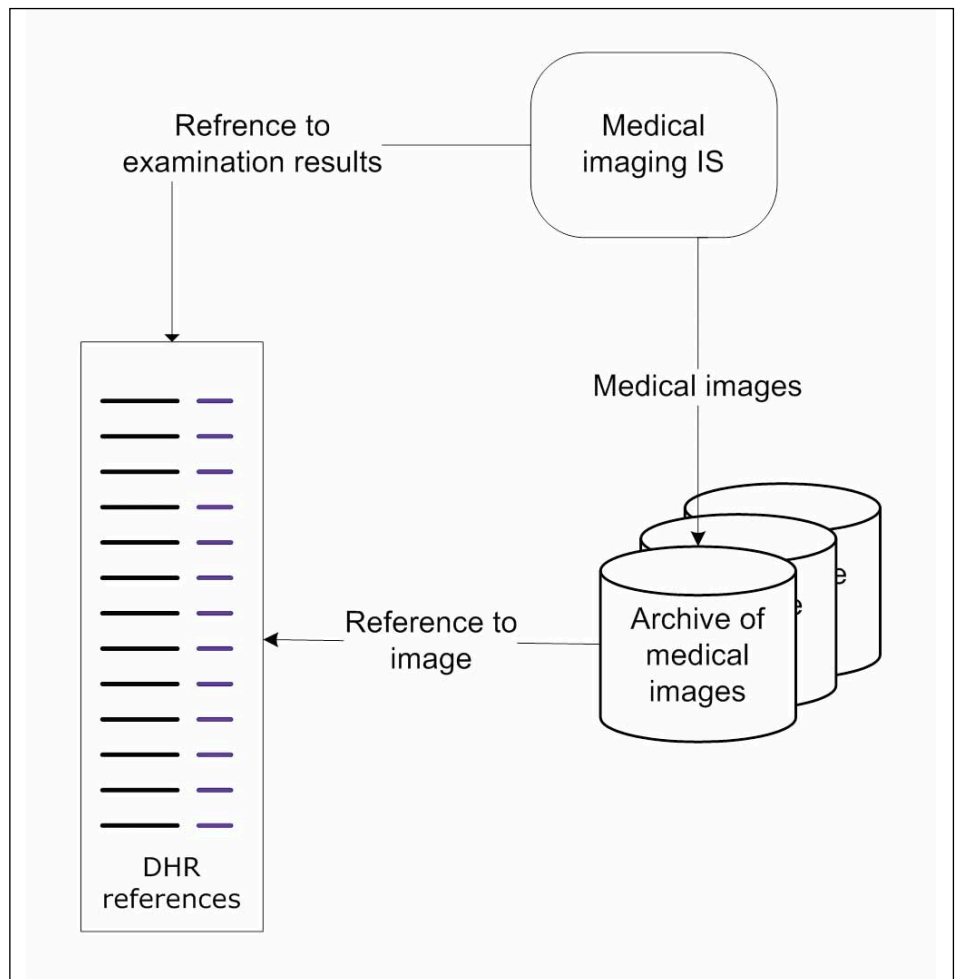 Refrence to
examination results
Medical
imaging IS
Medical images
Reference to
image
Archive of
medical
images
DHR
references